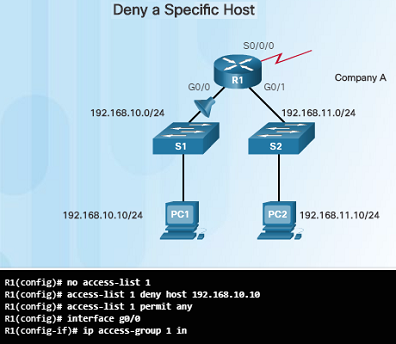 Deny a Specific Host
S0/0/0
R1
Company A
G0/0
G0/1
192.168.10.0/24
192.168.11.0/24
S1
S2
192.168.10.10/24
PC1
PC2
192.168.11.10/24
R1(config)# no access-list 1
R1(config)# access-list 1 deny host 192.168.10.10
R1(config)# access-list 1 permit any
R1(config)# interface g0/0
R1(config-if)# ip access-group 1 in